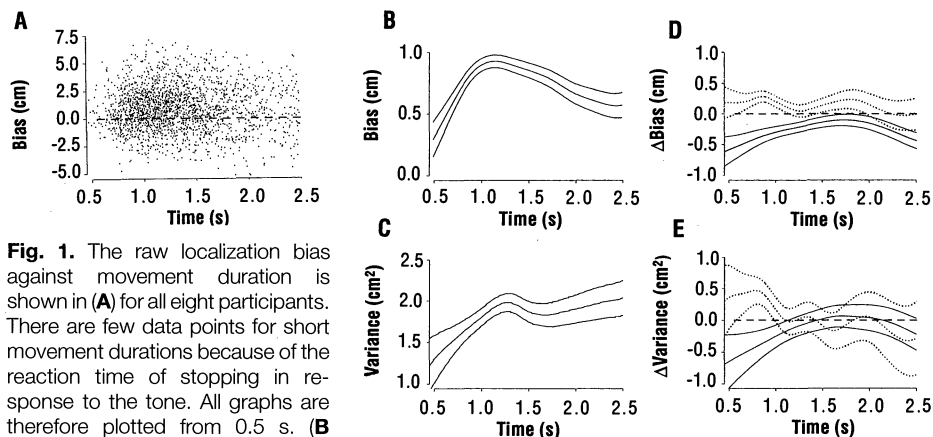 A
7.5
5.0
2.5
0.0
-2.5
-5.0
Bias (cm)
0.5 1.0 1.5 2.0 2.5
Time (s)
B
1.0
0.5
0.0
Bias (cm)
0.5 1.0 1.5 2.0 2.5
Time (s)
C
2.5
2.0
1.5
1.0
Variance (cm²)
0.5 1.0 1.5 2.0 2.5
Time (s)
D
1.0
0.5
0.0
-0.5
-1.0
ΔBias (cm)
0.5 1.0 1.5 2.0 2.5
Time (s)
E
1.0
0.5
0.0
-0.5
-1.0
ΔVariance (cm²)
0.5 1.0 1.5 2.0 2.5
Time (s)
Fig. 1. The raw localization bias
against movement duration is
shown in (A) for all eight participants.
There are few data points for short
movement durations because of the
reaction time of stopping in re-
sponse to the tone. All graphs are
therefore plotted from 0.5 s. (B